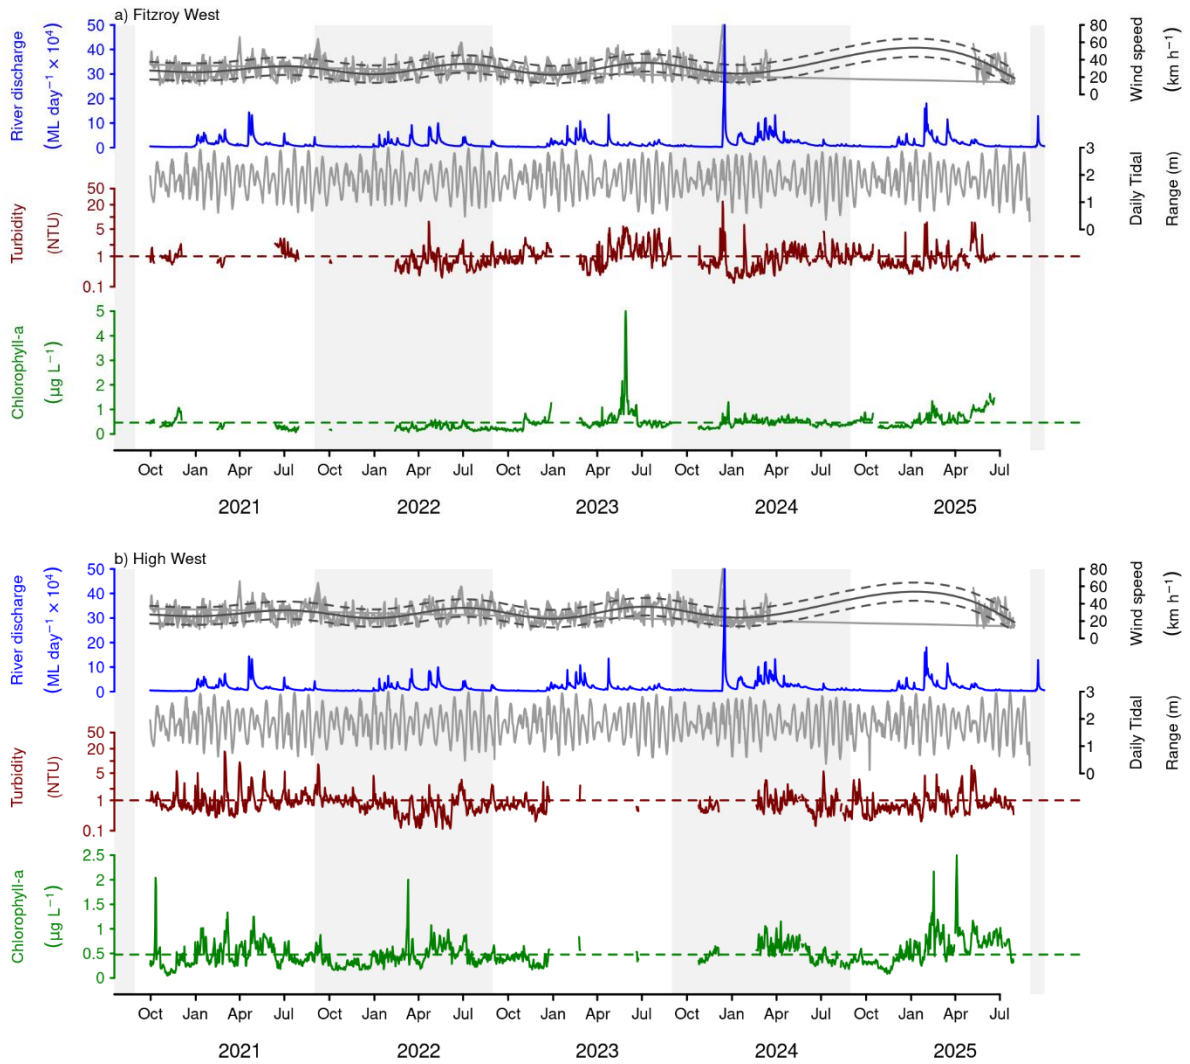 a) Fitzroy West
River discharge
(ML day⁻¹ × 10⁴)
50
40
30
20
10
0
80
60
40
20
0
Wind speed
(km h⁻¹)
3
2
1
0
Daily Tidal
Range (m)
Turbidity
(NTU)
50
20
5
1
0.1
Chlorophyll-a
(µg L⁻¹)
5
4
3
2
1
0
Oct Jan Apr Jul Oct Jan Apr Jul Oct Jan Apr Jul Oct Jan Apr Jul Oct Jan Apr Jul
2021 2022 2023 2024 2025
b) High West
River discharge
(ML day⁻¹ × 10⁴)
50
40
30
20
10
0
80
60
40
20
0
Wind speed
(km h⁻¹)
3
2
1
0
Daily Tidal
Range (m)
Turbidity
(NTU)
50
20
5
1
0.1
Chlorophyll-a
(µg L⁻¹)
2.5
2
1.5
1
0.5
0
Oct Jan Apr Jul Oct Jan Apr Jul Oct Jan Apr Jul Oct Jan Apr Jul Oct Jan Apr Jul
2021 2022 2023 2024 2025